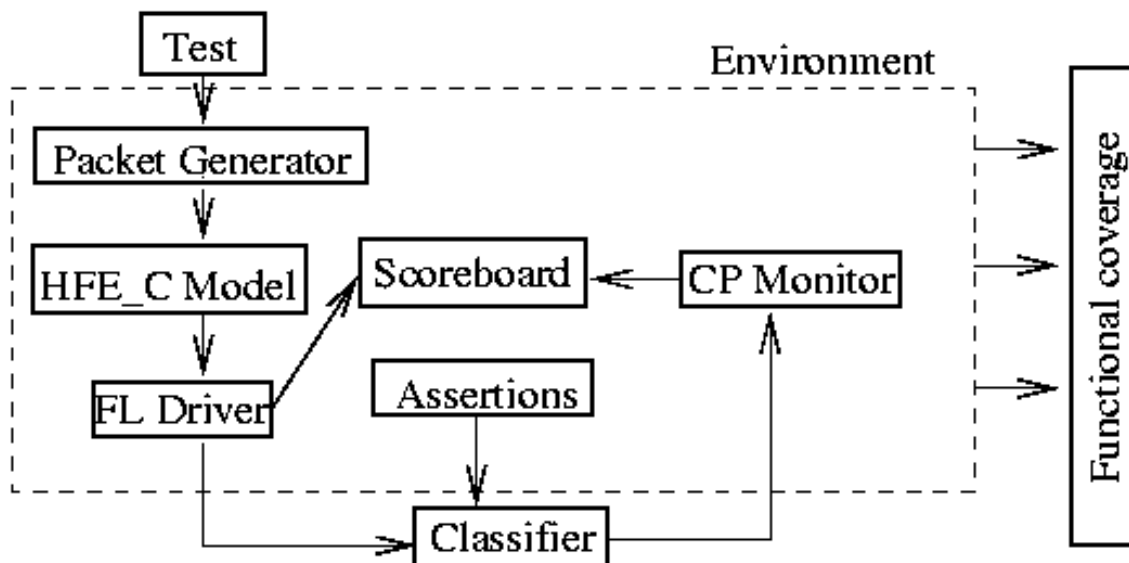 Test
Environment
Packet Generator
HFE_C Model
Scoreboard
CP Monitor
FL Driver
Assertions
Classifier
Functional coverage